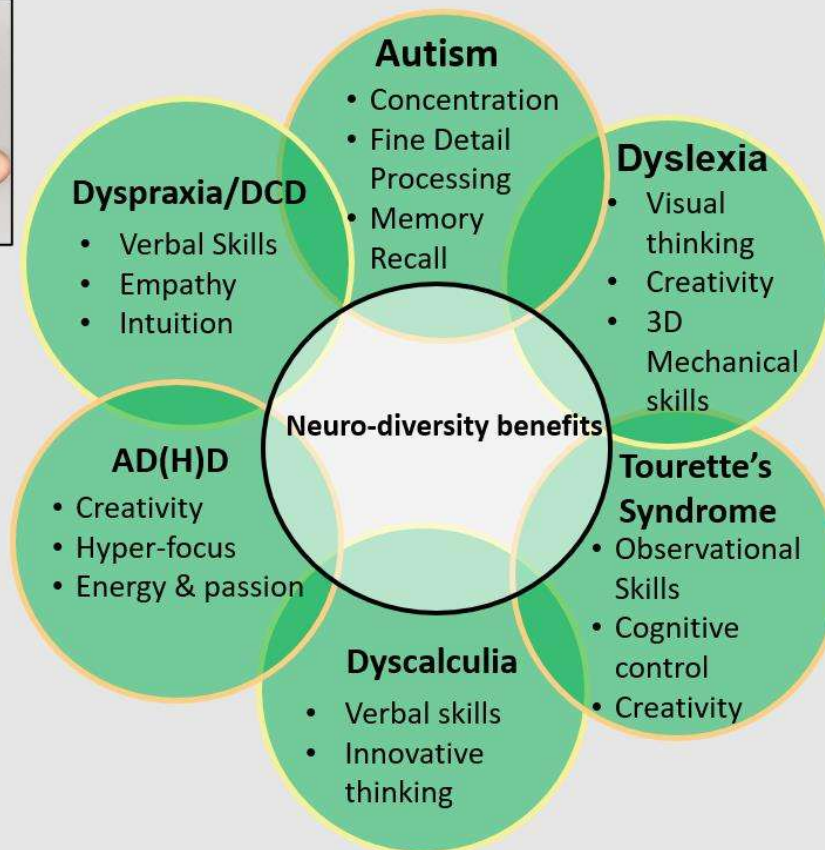 Autism
• Concentration
• Fine Detail
Processing
• Memory
Recall
Dyslexia
• Visual
thinking
• Creativity
• 3D
Mechanical
skills
Tourette’s
Syndrome
• Observational
Skills
• Cognitive
control
• Creativity
Dyscalculia
• Verbal skills
• Innovative
thinking
AD(H)D
• Creativity
• Hyper-focus
• Energy & passion
Dyspraxia/DCD
• Verbal Skills
• Empathy
• Intuition
Neuro-diversity benefits